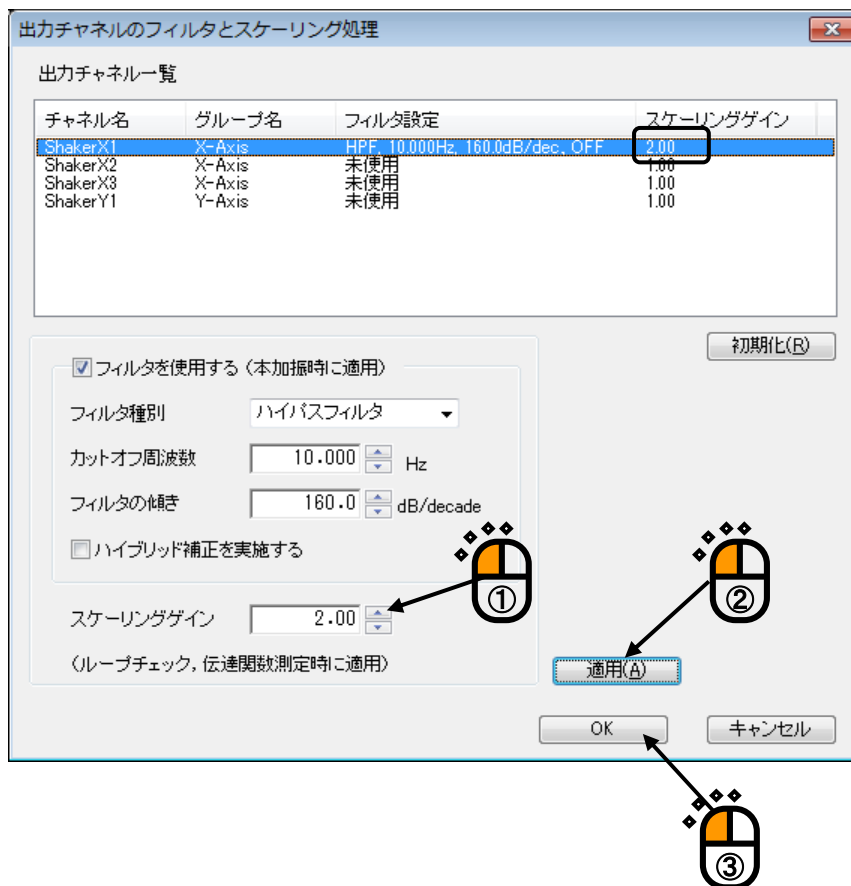 出力チャネルのフィルタとスケーリング処理
出力チャネル一覧
チャネル名 グループ名 フィルタ設定 スケーリングゲイン
ShakerX1 X-Axis HPF, 10.000Hz, 160.0dB/dec, OFF 2.00
ShakerX2 X-Axis 未使用 1.00
ShakerX3 X-Axis 未使用 1.00
ShakerY1 Y-Axis 未使用 1.00
初期化(R)
フィルタを使用する（本加振時に適用）
フィルタ種別 ハイパスフィルタ
カットオフ周波数 10.000 Hz
フィルタの傾き 160.0 dB/decade
ハイブリッド補正を実施する
①
②
スケーリングゲイン 2.00
（ループチェック，伝達関数測定時に適用）
適用(A)
OK キャンセル
③